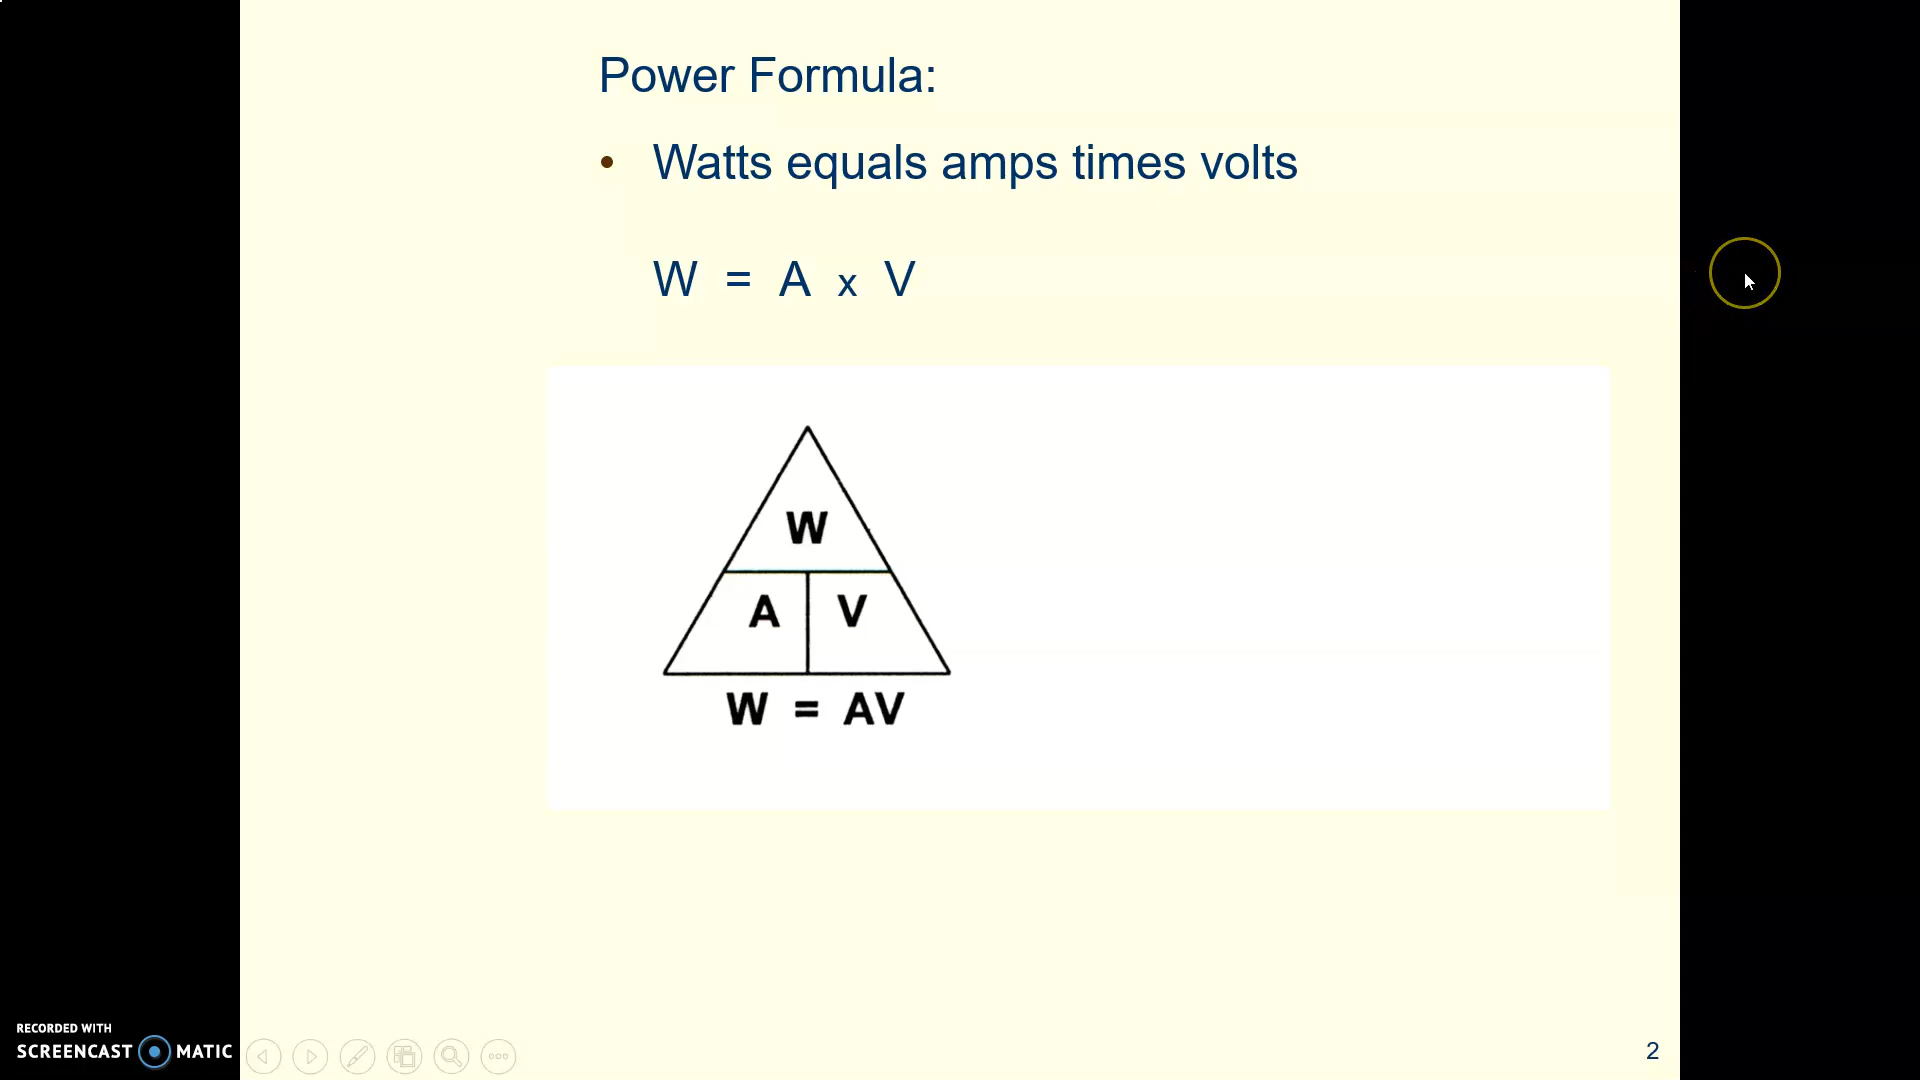 Power Formula:
• Watts equals amps times volts
W = A x V
W
A V
W = AV
RECORDED WITH
SCREENCAST MATIC
2